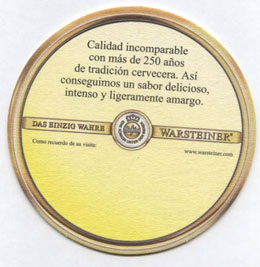 Calidad incomparable
con más de 250 años
de tradición cervecera. Así
conseguimos un sabor delicioso,
intenso y ligeramente amargo.
DAS EINZIG WAHRE WARSTEINER®
Como recuerdo de su visita: www.warsteiner.com